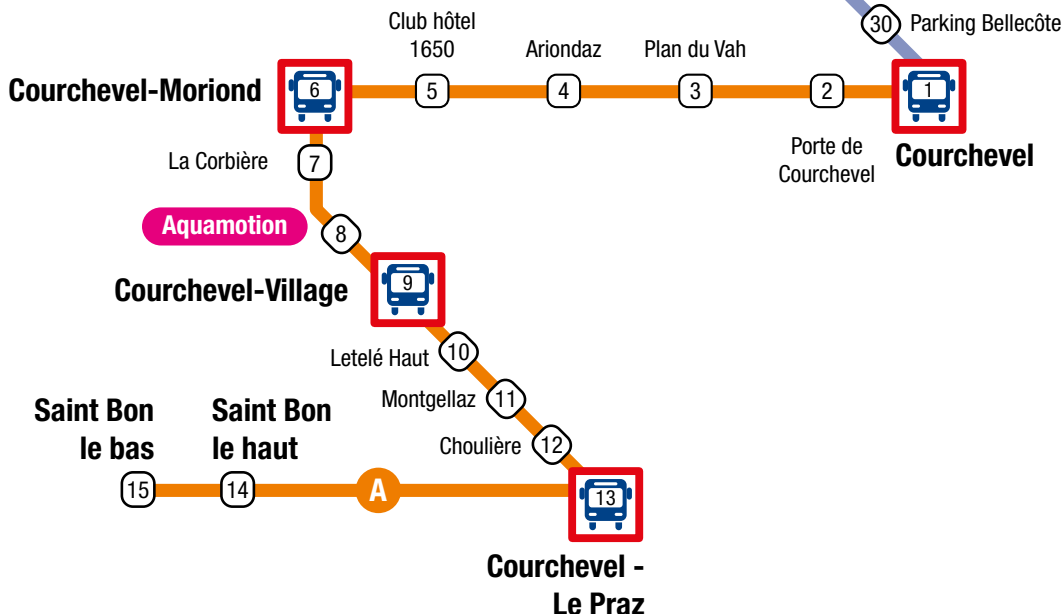 30 Parking Bellecôte
Club hôtel
1650
Ariondaz
Plan du Vah
Courchevel-Moriond
6
5
4
3
2
1
Porte de
Courchevel
Courchevel
La Corbière
7
Aquamotion
8
Courchevel-Village
9
Letelé Haut
10
Montgellaz
11
Choulière
12
Saint Bon
le bas
Saint Bon
le haut
15
14
A
13
Courchevel -
Le Praz